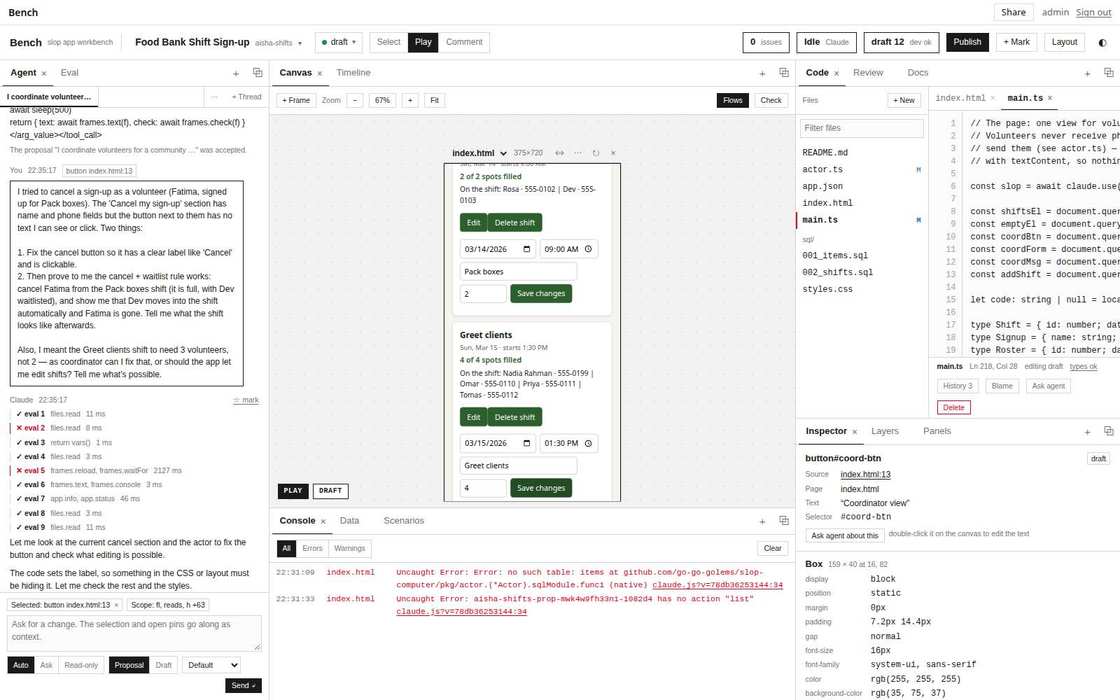 Bench
Share admin Sign out
Bench slop app workbench Food Bank Shift Sign-up aisha-shifts ▾ draft ▾ Select Play Comment 0 issues Idle Claude draft 12 dev ok Publish + Mark Layout
Agent × Eval
I coordinate volunteer… ··· + Thread
await sleep(500)
return { text: await frames.text(f), check: await frames.check(f) }
</arg_value></tool_call>
The proposal "I coordinate volunteers for a community …" was accepted.
You 22:35:17 button index.html:13
I tried to cancel a sign-up as a volunteer (Fatima, signed
up for Pack boxes). The 'Cancel my sign-up' section has
name and phone fields but the button next to them has no
text I can see or click. Two things:
1. Fix the cancel button so it has a clear label like 'Cancel'
and is clickable.
2. Then prove to me the cancel + waitlist rule works:
cancel Fatima from the Pack boxes shift (it is full, with Dev
waitlisted), and show me that Dev moves into the shift
automatically and Fatima is gone. Tell me what the shift
looks like afterwards.
Also, I meant the Greet clients shift to need 3 volunteers,
not 2 — as coordinator can I fix that, or should the app let
me edit shifts? Tell me what's possible.
Claude 22:35:17 ☆ mark
✓ eval 1 files.read 11 ms
✕ eval 2 files.read 8 ms
✓ eval 3 return vars() 1 ms
✓ eval 4 files.read 3 ms
✕ eval 5 frames.reload, frames.waitFor 2127 ms
✓ eval 6 frames.text, frames.console 3 ms
✓ eval 7 app.info, app.status 46 ms
✓ eval 8 files.read 3 ms
✓ eval 9 files.read 11 ms
Let me look at the current cancel section and the actor to fix the
button and check what editing is possible.
The code sets the label, so something in the CSS or layout must
be hiding it. Let me check the rest and the styles.
Selected: button index.html:13 × Scope: fl, reads, h +63
Ask for a change. The selection and open pins go along as
context.
Auto Ask Read-only Proposal Draft Default
Send
Canvas × Timeline
+ Frame Zoom − 67% + Fit Flows Check
index.html 375×720 ··· ×
2 of 2 spots filled
On the shift: Rosa · 555-0102 | Dev · 555-
0103
Edit Delete shift
03/14/2026 09:00 AM
Pack boxes
2 Save changes
Greet clients
Sun, Mar 15 · starts 1:30 PM
4 of 4 spots filled
On the shift: Nadia Rahman · 555-0199 |
Omar · 555-0110 | Priya · 555-0111 |
Tomas · 555-0112
Edit Delete shift
03/15/2026 01:30 PM
Greet clients
4 Save changes
PLAY DRAFT
Console × Data Scenarios
All Errors Warnings Clear
22:31:09 index.html Uncaught Error: Error: no such table: items at github.com/go-go-golems/slop-
computer/pkg/actor.(*Actor).sqlModule.func1 (native) claude.js?v=78db36253144:34
22:31:33 index.html Uncaught Error: aisha-shifts-prop-mwk4w9fh33n1-1082d4 has no action "list"
claude.js?v=78db36253144:34
Code × Review Docs
Files + New
Filter files
README.md
actor.ts M
app.json
index.html
main.ts M
sql/
001_items.sql
002_shifts.sql
styles.css
index.html × main.ts ×
1 // The page: one view for volu
2 // Volunteers never receive ph
3 // send them (see actor.ts) —
4 // with textContent, so nothin
5
6 const slop = await claude.use(
7
8 const shiftsEl = document.quer
9 const emptyEl = document.query
10 const coordBtn = document.quer
11 const coordForm = document.que
12 const coordMsg = document.quer
13 const addShift = document.quer
14
15 let code: string | null = loca
16
17 type Shift = { id: number; dat
18 type Signup = { name: string;
19 type Roster = { id: number; da
main.ts Ln 218, Col 28 editing draft types ok
History 3 Blame Ask agent
Delete
Inspector × Layers Panels
button#coord-btn draft
Source index.html:13
Page index.html
Text “Coordinator view”
Selector #coord-btn
Ask agent about this double-click it on the canvas to edit the text
Box 159 × 40 at 16, 82
display block
position static
margin 0px
padding 7.2px 14.4px
gap normal
font-size 16px
font-family system-ui, sans-serif
color rgb(255, 255, 255)
background-color rgb(35, 75, 37)